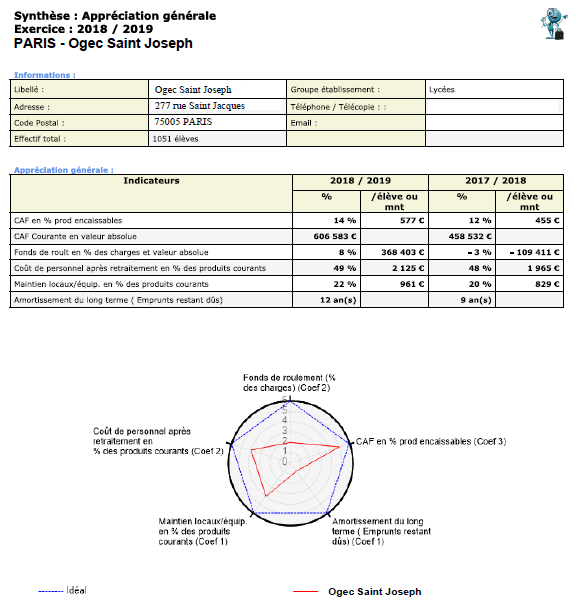 Synthèse : Appréciation générale
Exercice : 2018 / 2019
PARIS - Ogec Saint Joseph
Informations :
Libellé : Ogec Saint Joseph Groupe établissement : Lycées
Adresse : 277 rue Saint Jacques Téléphone / Télécopie : :
Code Postal : 75005 PARIS Email :
Effectif total : 1051 élèves
Appréciation générale :
Indicateurs 2018 / 2019 2017 / 2018
% /élève ou mnt % /élève ou mnt
CAF en % prod encaissables 14 % 577 € 12 % 455 €
CAF Courante en valeur absolue 606 583 € 458 532 €
Fonds de roult en % des charges et valeur absolue 8 % 368 403 € - 3 % - 109 411 €
Coût de personnel après retraitement en % des produits courants 49 % 2 125 € 48 % 1 965 €
Maintien locaux/équip. en % des produits courants 22 % 961 € 20 % 829 €
Amortissement du long terme ( Emprunts restant dûs) 12 an(s) 9 an(s)
Fonds de roulement (%
des charges) (Coef 2)
6
5
4
3
2
1
0
CAF en % prod encaissables (Coef 3)
Coût de personnel après
retraitement en
% des produits courants (Coef 2)
Maintien locaux/équip.
en % des produits
courants (Coef 1)
Amortissement du long
terme ( Emprunts restant
dûs) (Coef 1)
-------- Idéal
—— Ogec Saint Joseph